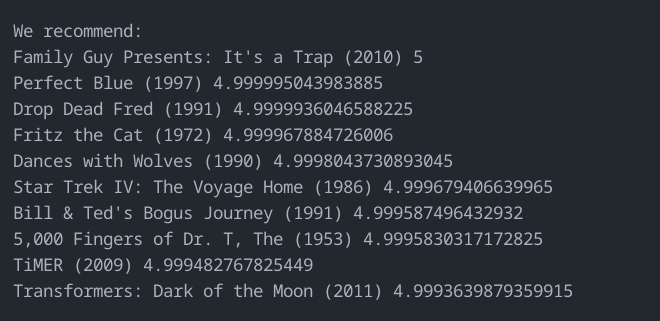 We recommend:
Family Guy Presents: It's a Trap (2010) 5
Perfect Blue (1997) 4.999995043983885
Drop Dead Fred (1991) 4.9999936046588225
Fritz the Cat (1972) 4.999967884726006
Dances with Wolves (1990) 4.9998043730893045
Star Trek IV: The Voyage Home (1986) 4.999679406639965
Bill & Ted's Bogus Journey (1991) 4.999587496432932
5,000 Fingers of Dr. T, The (1953) 4.9995830317172825
TiMER (2009) 4.999482767825449
Transformers: Dark of the Moon (2011) 4.9993639879359915